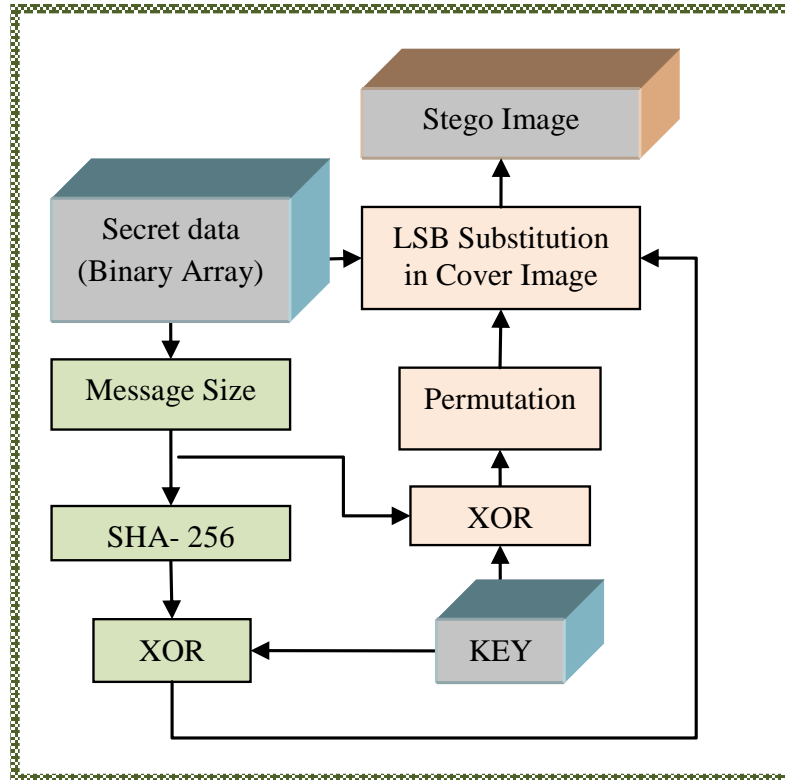 Stego Image
Secret data
(Binary Array)
LSB Substitution
in Cover Image
Message Size
Permutation
SHA- 256
XOR
XOR
KEY